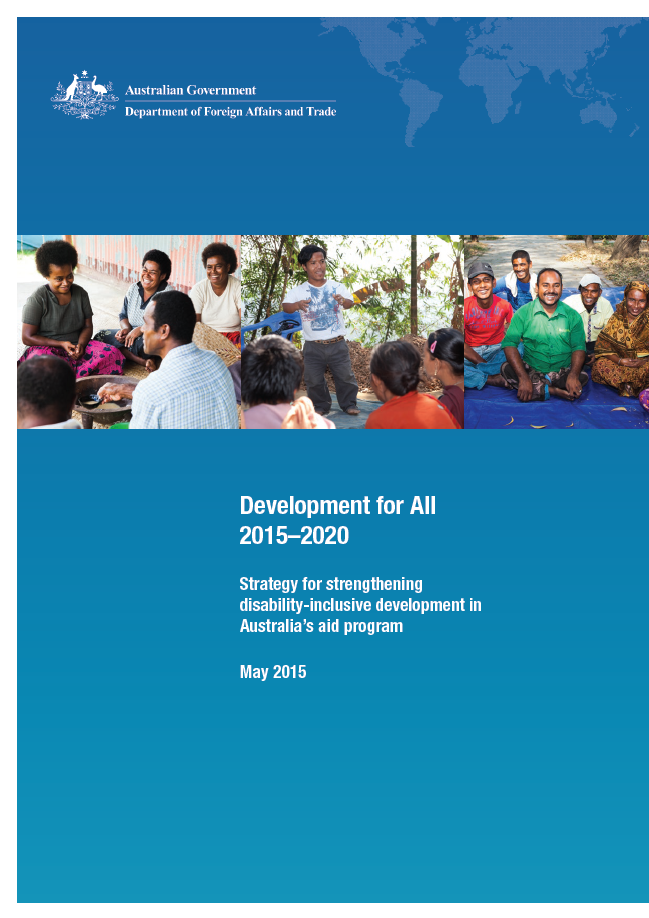 Australian Government
Department of Foreign Affairs and Trade
Development for All
2015–2020
Strategy for strengthening
disability-inclusive development in
Australia's aid program
May 2015